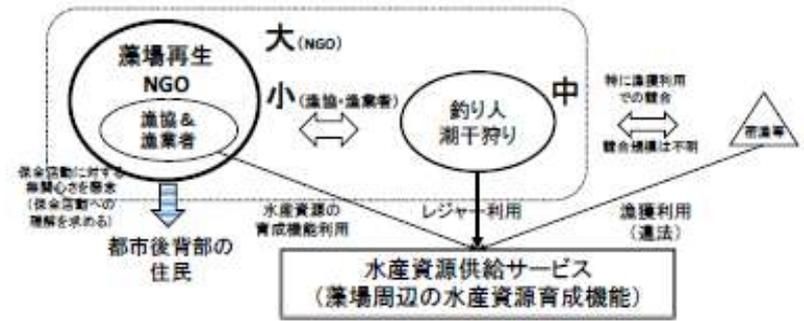 大(NGO)
藻場再生
NGO
漁協&
漁業者
小(漁協・漁業者)
釣り人
潮干狩り
中
特に漁獲利用
での競合
競合規模は不明
密漁等
保全活動に対する
無関心さを懸念
(保全活動への
理解を求める)
都市後背部の
住民
水産資源の
育成機能利用
レジャー利用
漁獲利用
(違法)
水産資源供給サービス
(藻場周辺の水産資源育成機能)